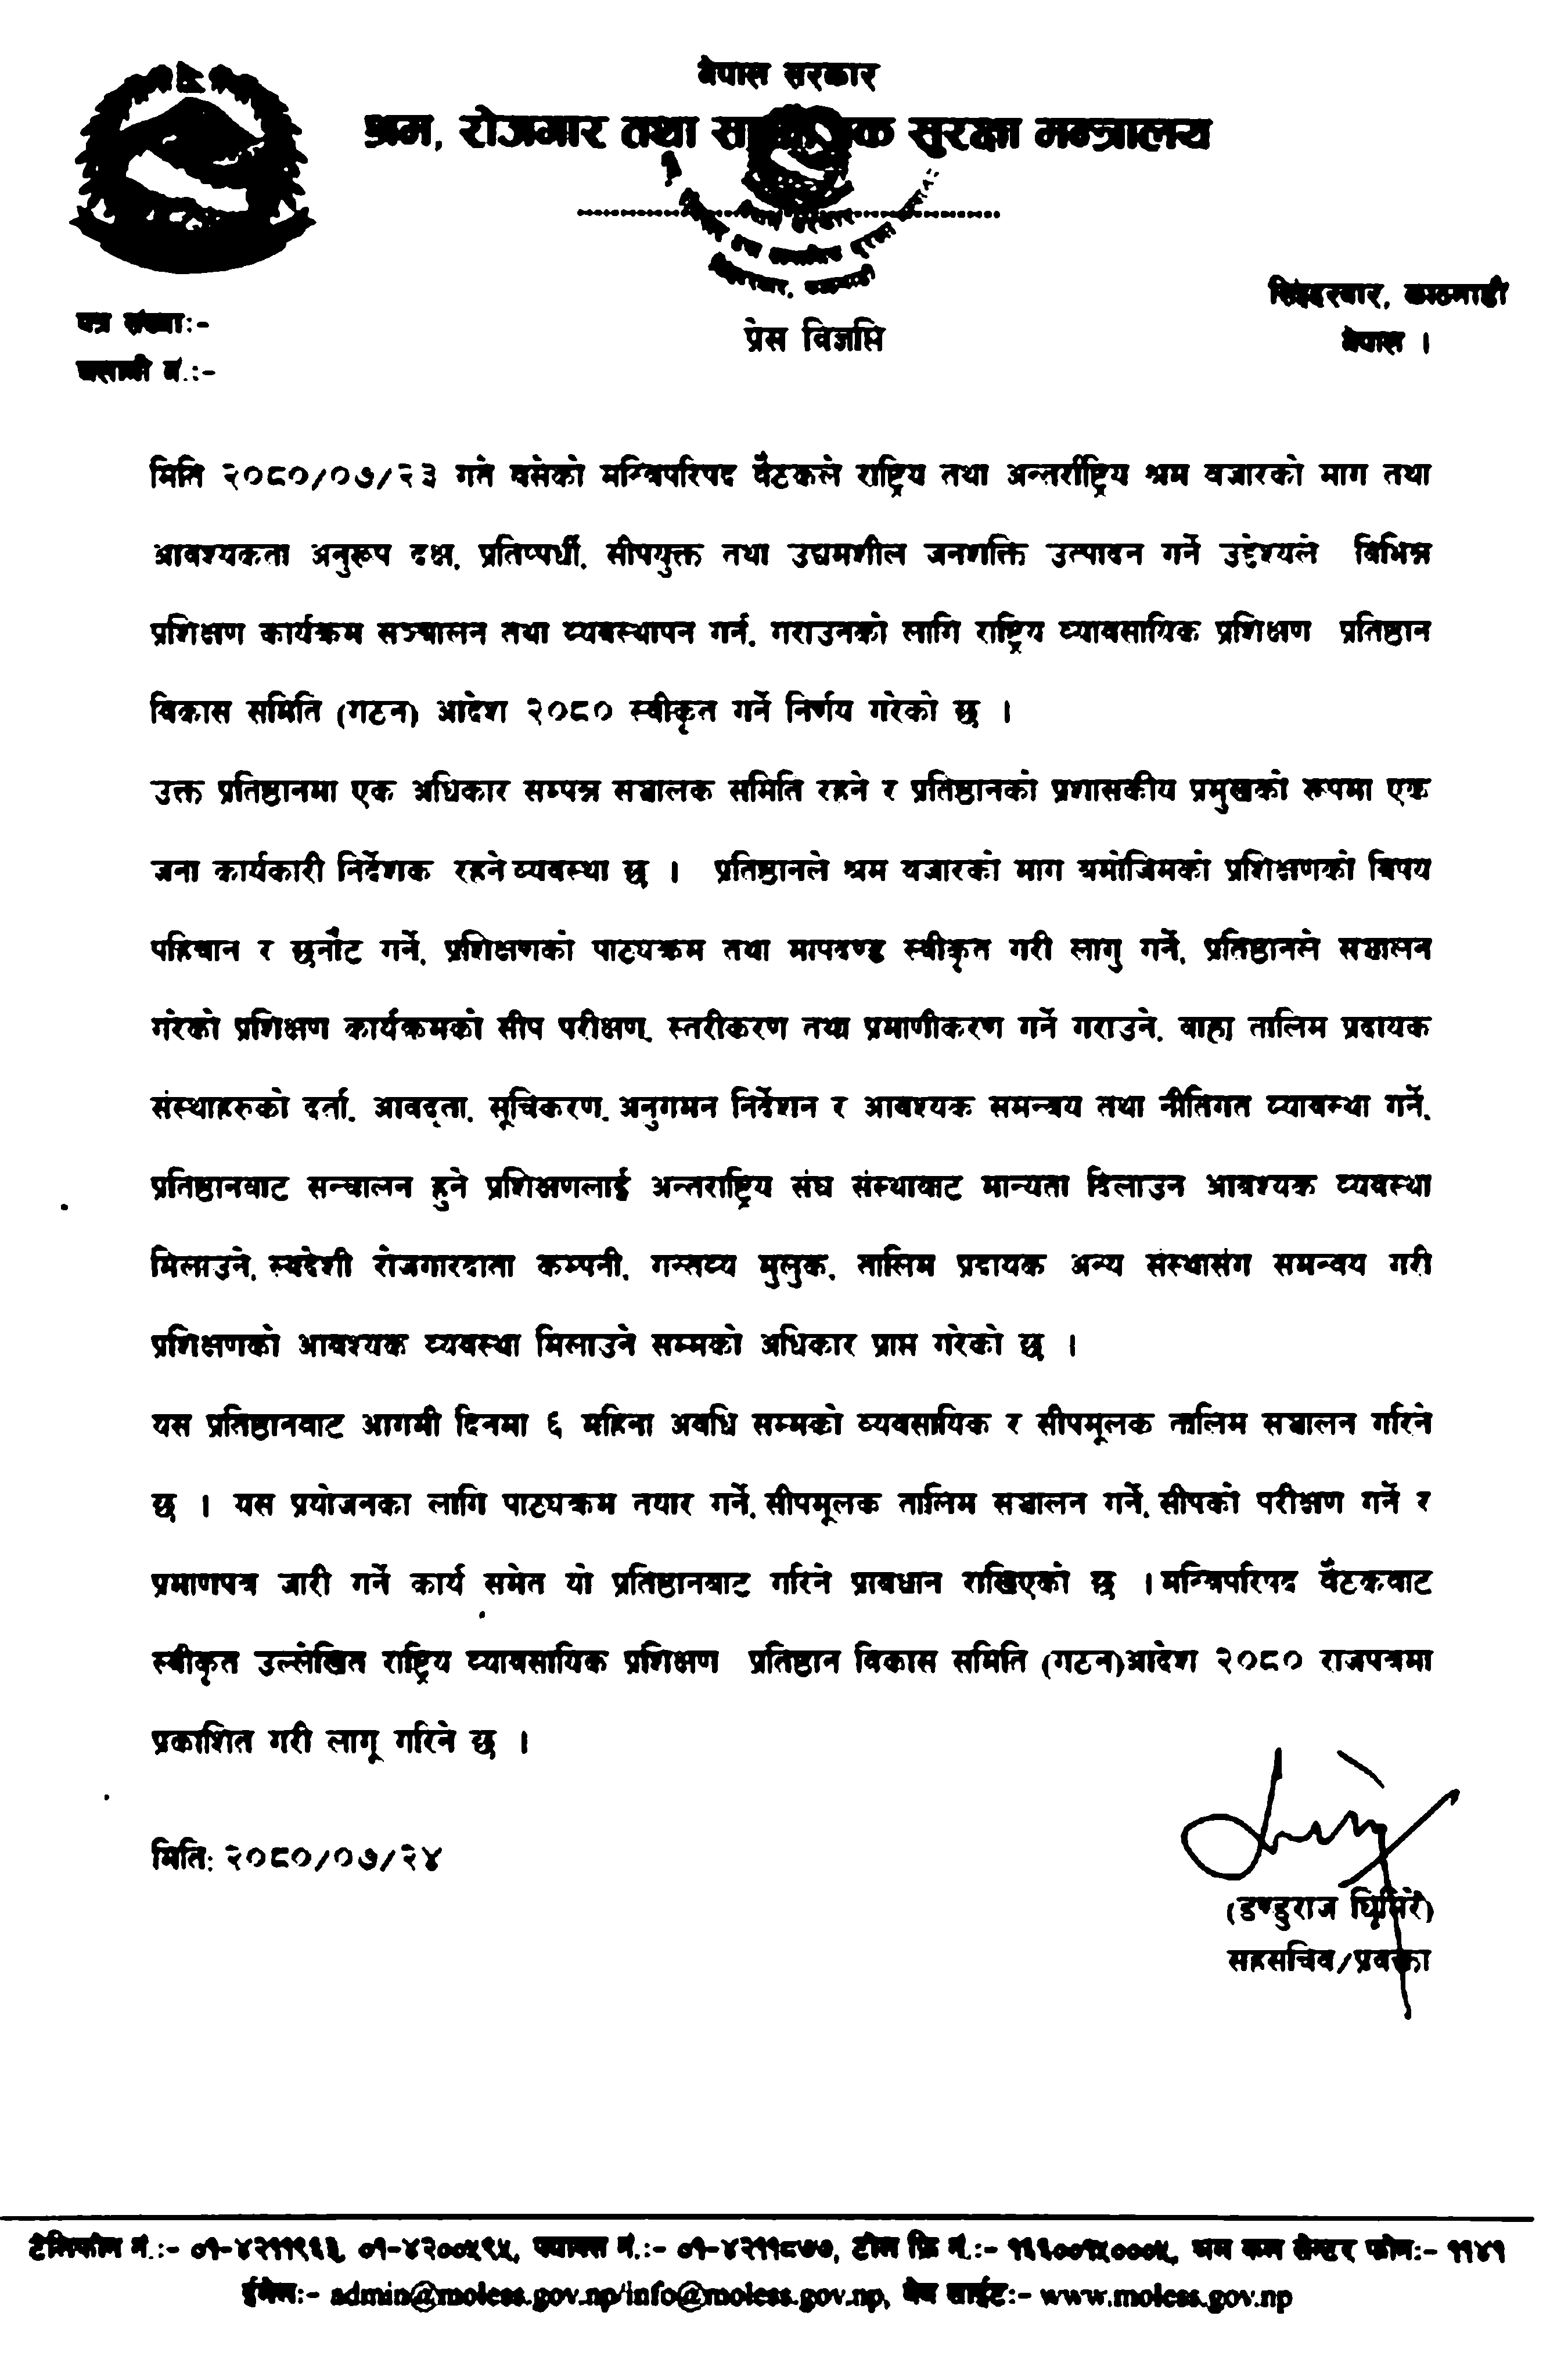 नेपाल सरकार
श्रम, रोजगार तथा सामाजिक सुरक्षा मन्त्रालय
नेपाल सरकार
सिंहदरबार, काठमाडौं
पत्र संख्याः-
प्रेस विज्ञप्ति
नेपाल ।
चलानी नं.:-
मिति २०८०/०७/२३ गते बसेको मन्त्रिपरिषद बैठकले राष्ट्रिय तथा अन्तर्राष्ट्रिय श्रम बजारको माग तथा
आवश्यकता अनुरूप दक्ष, प्रतिष्पर्धी, सीपयुक्त तथा उद्यमशील जनशक्ति उत्पादन गर्ने उद्देश्यले विभिन्न
प्रशिक्षण कार्यक्रम सञ्चालन तथा व्यवस्थापन गर्न, गराउनको लागि राष्ट्रिय व्यावसायिक प्रशिक्षण प्रतिष्ठान
विकास समिति (गठन) आदेश २०८० स्वीकृत गर्ने निर्णय गरेको छ ।
उक्त प्रतिष्ठानमा एक अधिकार सम्पन्न सञ्चालक समिति रहने र प्रतिष्ठानको प्रशासकीय प्रमुखको रूपमा एक
जना कार्यकारी निर्देशक रहने व्यवस्था छ । प्रतिष्ठानले श्रम बजारको माग बमोजिमको प्रशिक्षणको विषय
पहिचान र छनौट गर्ने, प्रशिक्षणको पाठ्यक्रम तथा मापदण्ड स्वीकृत गरी लागु गर्ने, प्रतिष्ठानले सञ्चालन
गरेको प्रशिक्षण कार्यक्रमको सीप परीक्षण, स्तरीकरण तथा प्रमाणीकरण गर्ने गराउने, वाह्य तालिम प्रदायक
संस्थाहरुको दर्ता, आवद्धता, सूचिकरण, अनुगमन निर्देशन र आवश्यक समन्वय तथा नीतिगत व्यावस्था गर्ने,
प्रतिष्ठानबाट सन्चालन हुने प्रशिक्षणलाई अन्तराष्ट्रिय संघ संस्थाबाट मान्यता दिलाउन आवश्यक व्यवस्था
मिलाउने, स्वदेशी रोजगारदाता कम्पनी, गन्तव्य मुलुक, तालिम प्रदायक अन्य संस्थासंग समन्वय गरी
प्रशिक्षणको आवश्यक व्यवस्था मिलाउने सम्मको अधिकार प्राप्त गरेको छ ।
यस प्रतिष्ठानबाट आगमी दिनमा ६ महिना अवधि सम्मको व्यवसायिक र सीपमूलक तालिम सञ्चालन गरिने
छ । यस प्रयोजनका लागि पाठ्यक्रम तयार गर्ने, सीपमूलक तालिम सञ्चालन गर्ने, सीपको परीक्षण गर्ने र
प्रमाणपत्र जारी गर्ने कार्य समेत यो प्रतिष्ठानबाट गरिने प्रावधान राखिएको छ । मन्त्रिपरिषद बैठकबाट
स्वीकृत उल्लेखित राष्ट्रिय व्यावसायिक प्रशिक्षण प्रतिष्ठान विकास समिति (गठन)आदेश २०८० राजपत्रमा
प्रकाशित गरी लागू गरिने छ ।
मितिः २०८०/०७/२४
(डण्डुराज घिमिरे)
सहसचिव/प्रवक्ता
टेलिफोन नं.:- ०१-४२११९६३, ०१-४२००५९५, फ्याक्स नं.:- ०१-४२११८७७, टोल फ्रि नं.:- १६६००१५०००५, श्रम कल सेन्टर फोनः- ११४१
ईमेलः- admin@moless.gov.np/info@moless.gov.np, वेब साईटः- www.moless.gov.np